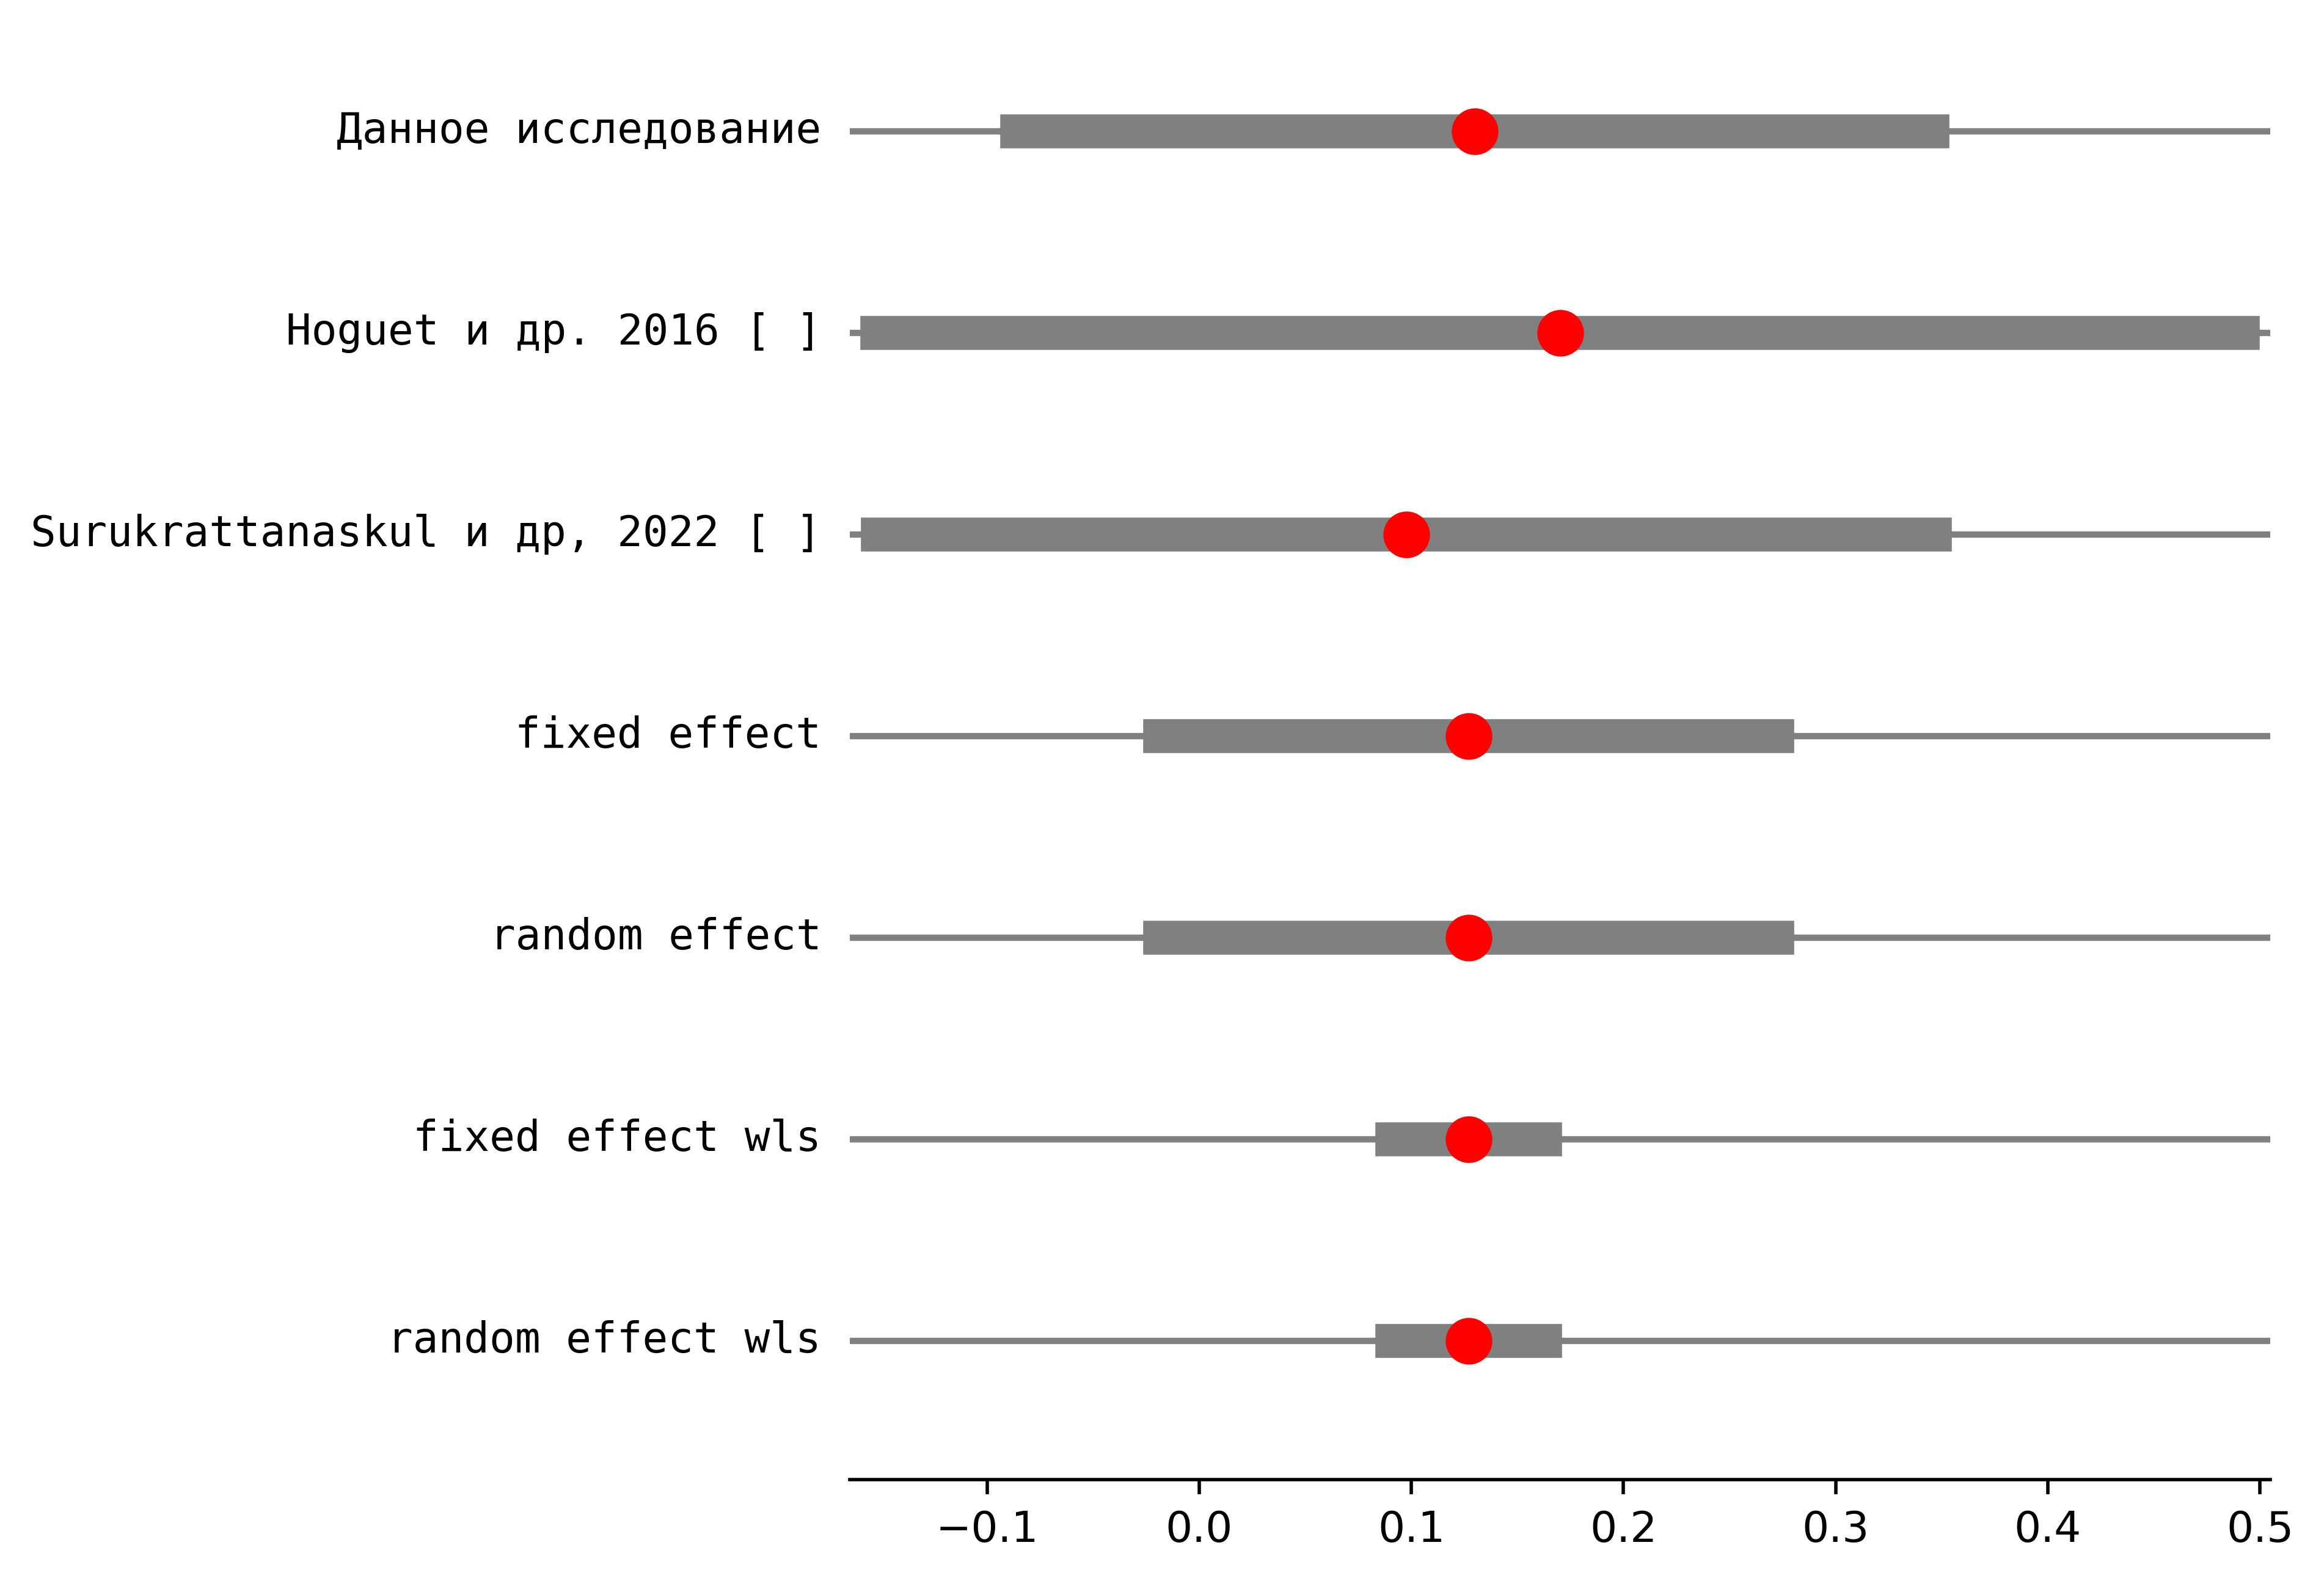 Данное исследование
Hoguet и др. 2016 [ ]
Surukrattanaskul и др, 2022 [ ]
fixed effect
random effect
fixed effect wls
random effect wls
−0.1 0.0 0.1 0.2 0.3 0.4 0.5